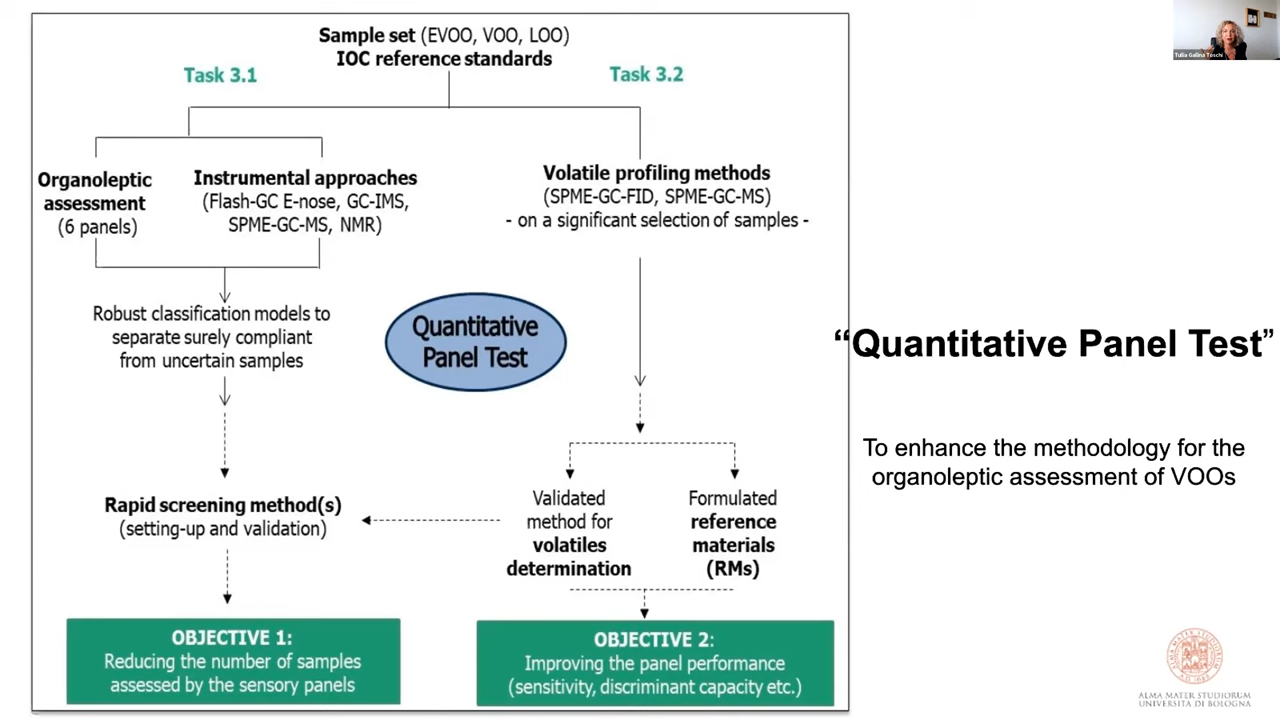 Sample set (EVOO, VOO, LOO)
IOC reference standards
Task 3.1
Task 3.2
Organoleptic
assessment
(6 panels)
Instrumental approaches
(Flash-GC E-nose, GC-IMS,
SPME-GC-MS, NMR)
Volatile profiling methods
(SPME-GC-FID, SPME-GC-MS)
- on a significant selection of samples -
Robust classification models to
separate surely compliant
from uncertain samples
Quantitative
Panel Test
Rapid screening method(s)
(setting-up and validation)
Validated
method for
volatiles
determination
Formulated
reference
materials
(RMs)
OBJECTIVE 1:
Reducing the number of samples
assessed by the sensory panels
OBJECTIVE 2:
Improving the panel performance
(sensitivity, discriminant capacity etc.)
“Quantitative Panel Test”
To enhance the methodology for the
organoleptic assessment of VOOs
Tullia Gallina Toschi
ALMA MATER STUDIORUM
UNIVERSITÀ DI BOLOGNA